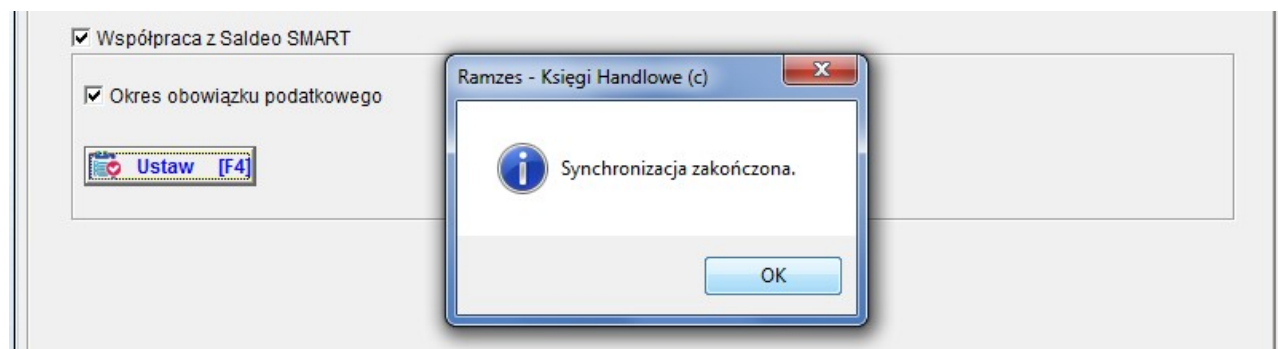 Współpraca z Saldeo SMART
Ramzes - Księgi Handlowe (c)
Okres obowiązku podatkowego
Ustaw [F4]
Synchronizacja zakończona.
OK